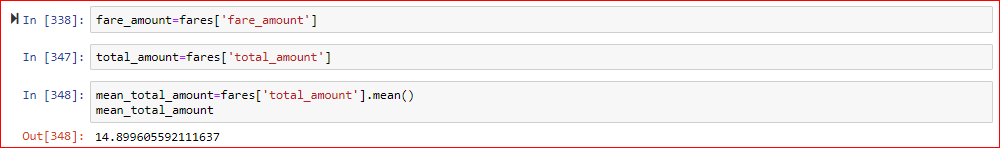 In [338]: fare_amount=fares['fare_amount']
In [347]: total_amount=fares['total_amount']
In [348]: mean_total_amount=fares['total_amount'].mean()
mean_total_amount
Out[348]: 14.899605592111637